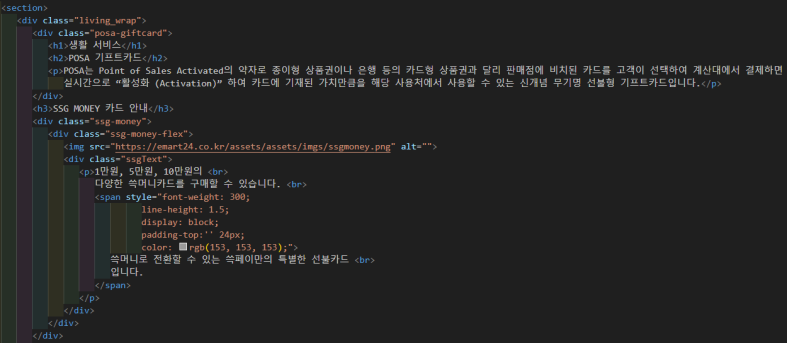 <section>
<div class="living_wrap">
<div class="posa-giftcard">
<h1>생활 서비스</h1>
<h2>POSA 기프트카드</h2>
<p>POSA는 Point of Sales Activated의 약자로 종이형 상품권이나 은행 등의 카드형 상품권과 달리 판매점에 비치된 카드를 고객이 선택하여 계산대에서 결제하면
실시간으로 “활성화 (Activation)” 하여 카드에 기재된 가치만큼을 해당 사용처에서 사용할 수 있는 신개념 무기명 선불형 기프트카드입니다.</p>
</div>
<h3>SSG MONEY 카드 안내</h3>
<div class="ssg-money">
<div class="ssg-money-flex">
<img src="https://emart24.co.kr/assets/assets/imgs/ssgmoney.png" alt="">
<div class="ssgText">
<p>1만원, 5만원, 10만원의 <br>
다양한 쓱머니카드를 구매할 수 있습니다. <br>
<span style="font-weight: 300;
line-height: 1.5;
display: block;
padding-top:'' 24px;
color: rgb(153, 153, 153);">
쓱머니로 전환할 수 있는 쓱페이만의 특별한 선불카드 <br>
입니다.
</span>
</p>
</div>
</div>
</div>